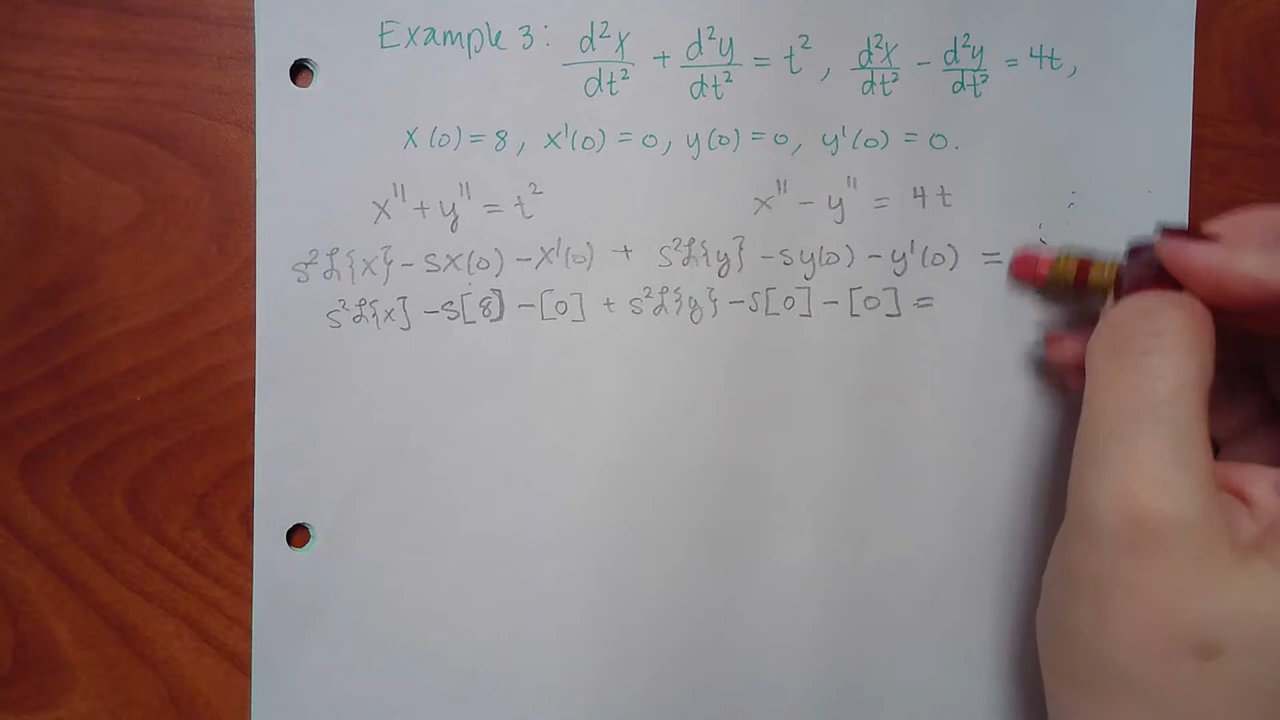 Example 3: d²x/dt² + d²y/dt² = t², d²x/dt² - d²y/dt² = 4t,
x(0) = 8, x'(0) = 0, y(0) = 0, y'(0) = 0.
x'' + y'' = t² x'' - y'' = 4t
s²ℒ{x} - sx(0) - x'(0) + s²ℒ{y} - sy(0) - y'(0) =
s²ℒ{x} - s[8] - [0] + s²ℒ{y} - s[0] - [0] =